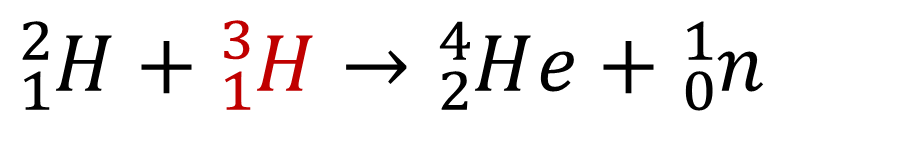 ²₁H + ³₁H → ⁴₂He + ¹₀n